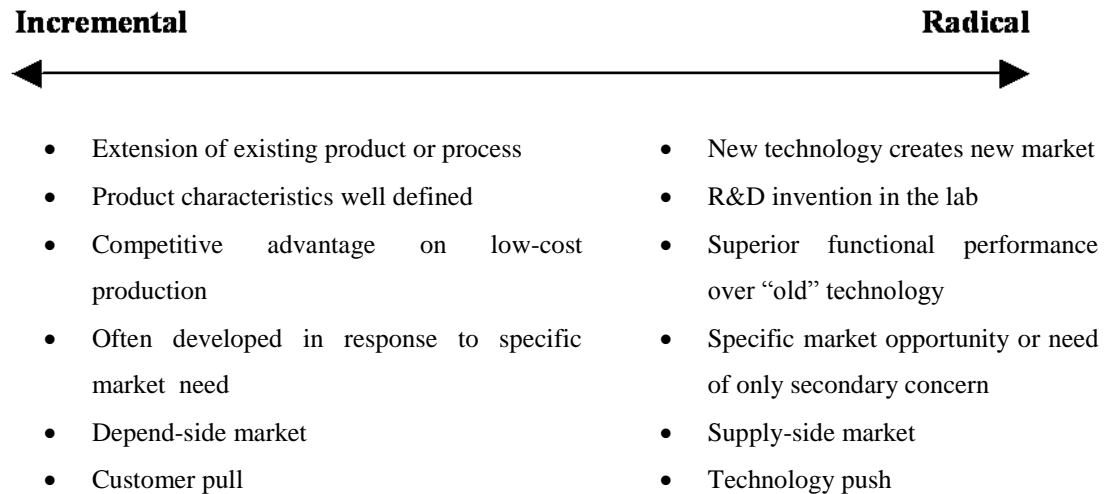 Incremental
Radical
• Extension of existing product or process
• Product characteristics well defined
• Competitive advantage on low-cost
production
• Often developed in response to specific
market need
• Depend-side market
• Customer pull
• New technology creates new market
• R&D invention in the lab
• Superior functional performance
over “old” technology
• Specific market opportunity or need
of only secondary concern
• Supply-side market
• Technology push